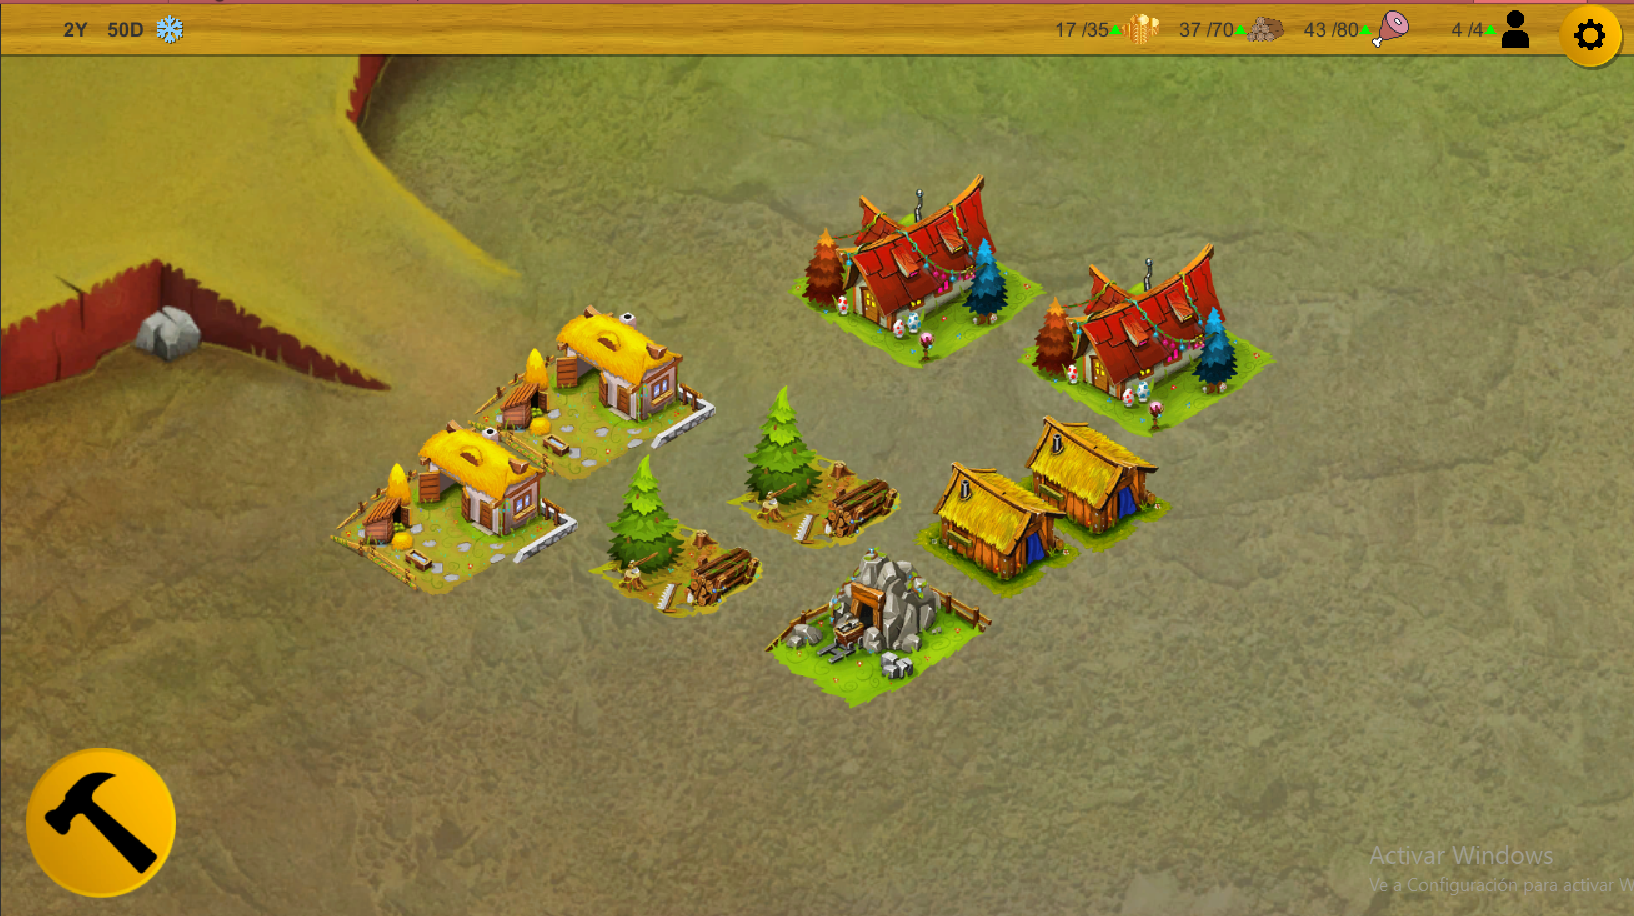 2Y 50D 17 /35 37 /70 43 /80 4 /4
Activar Windows
Ve a Configuración para activar W